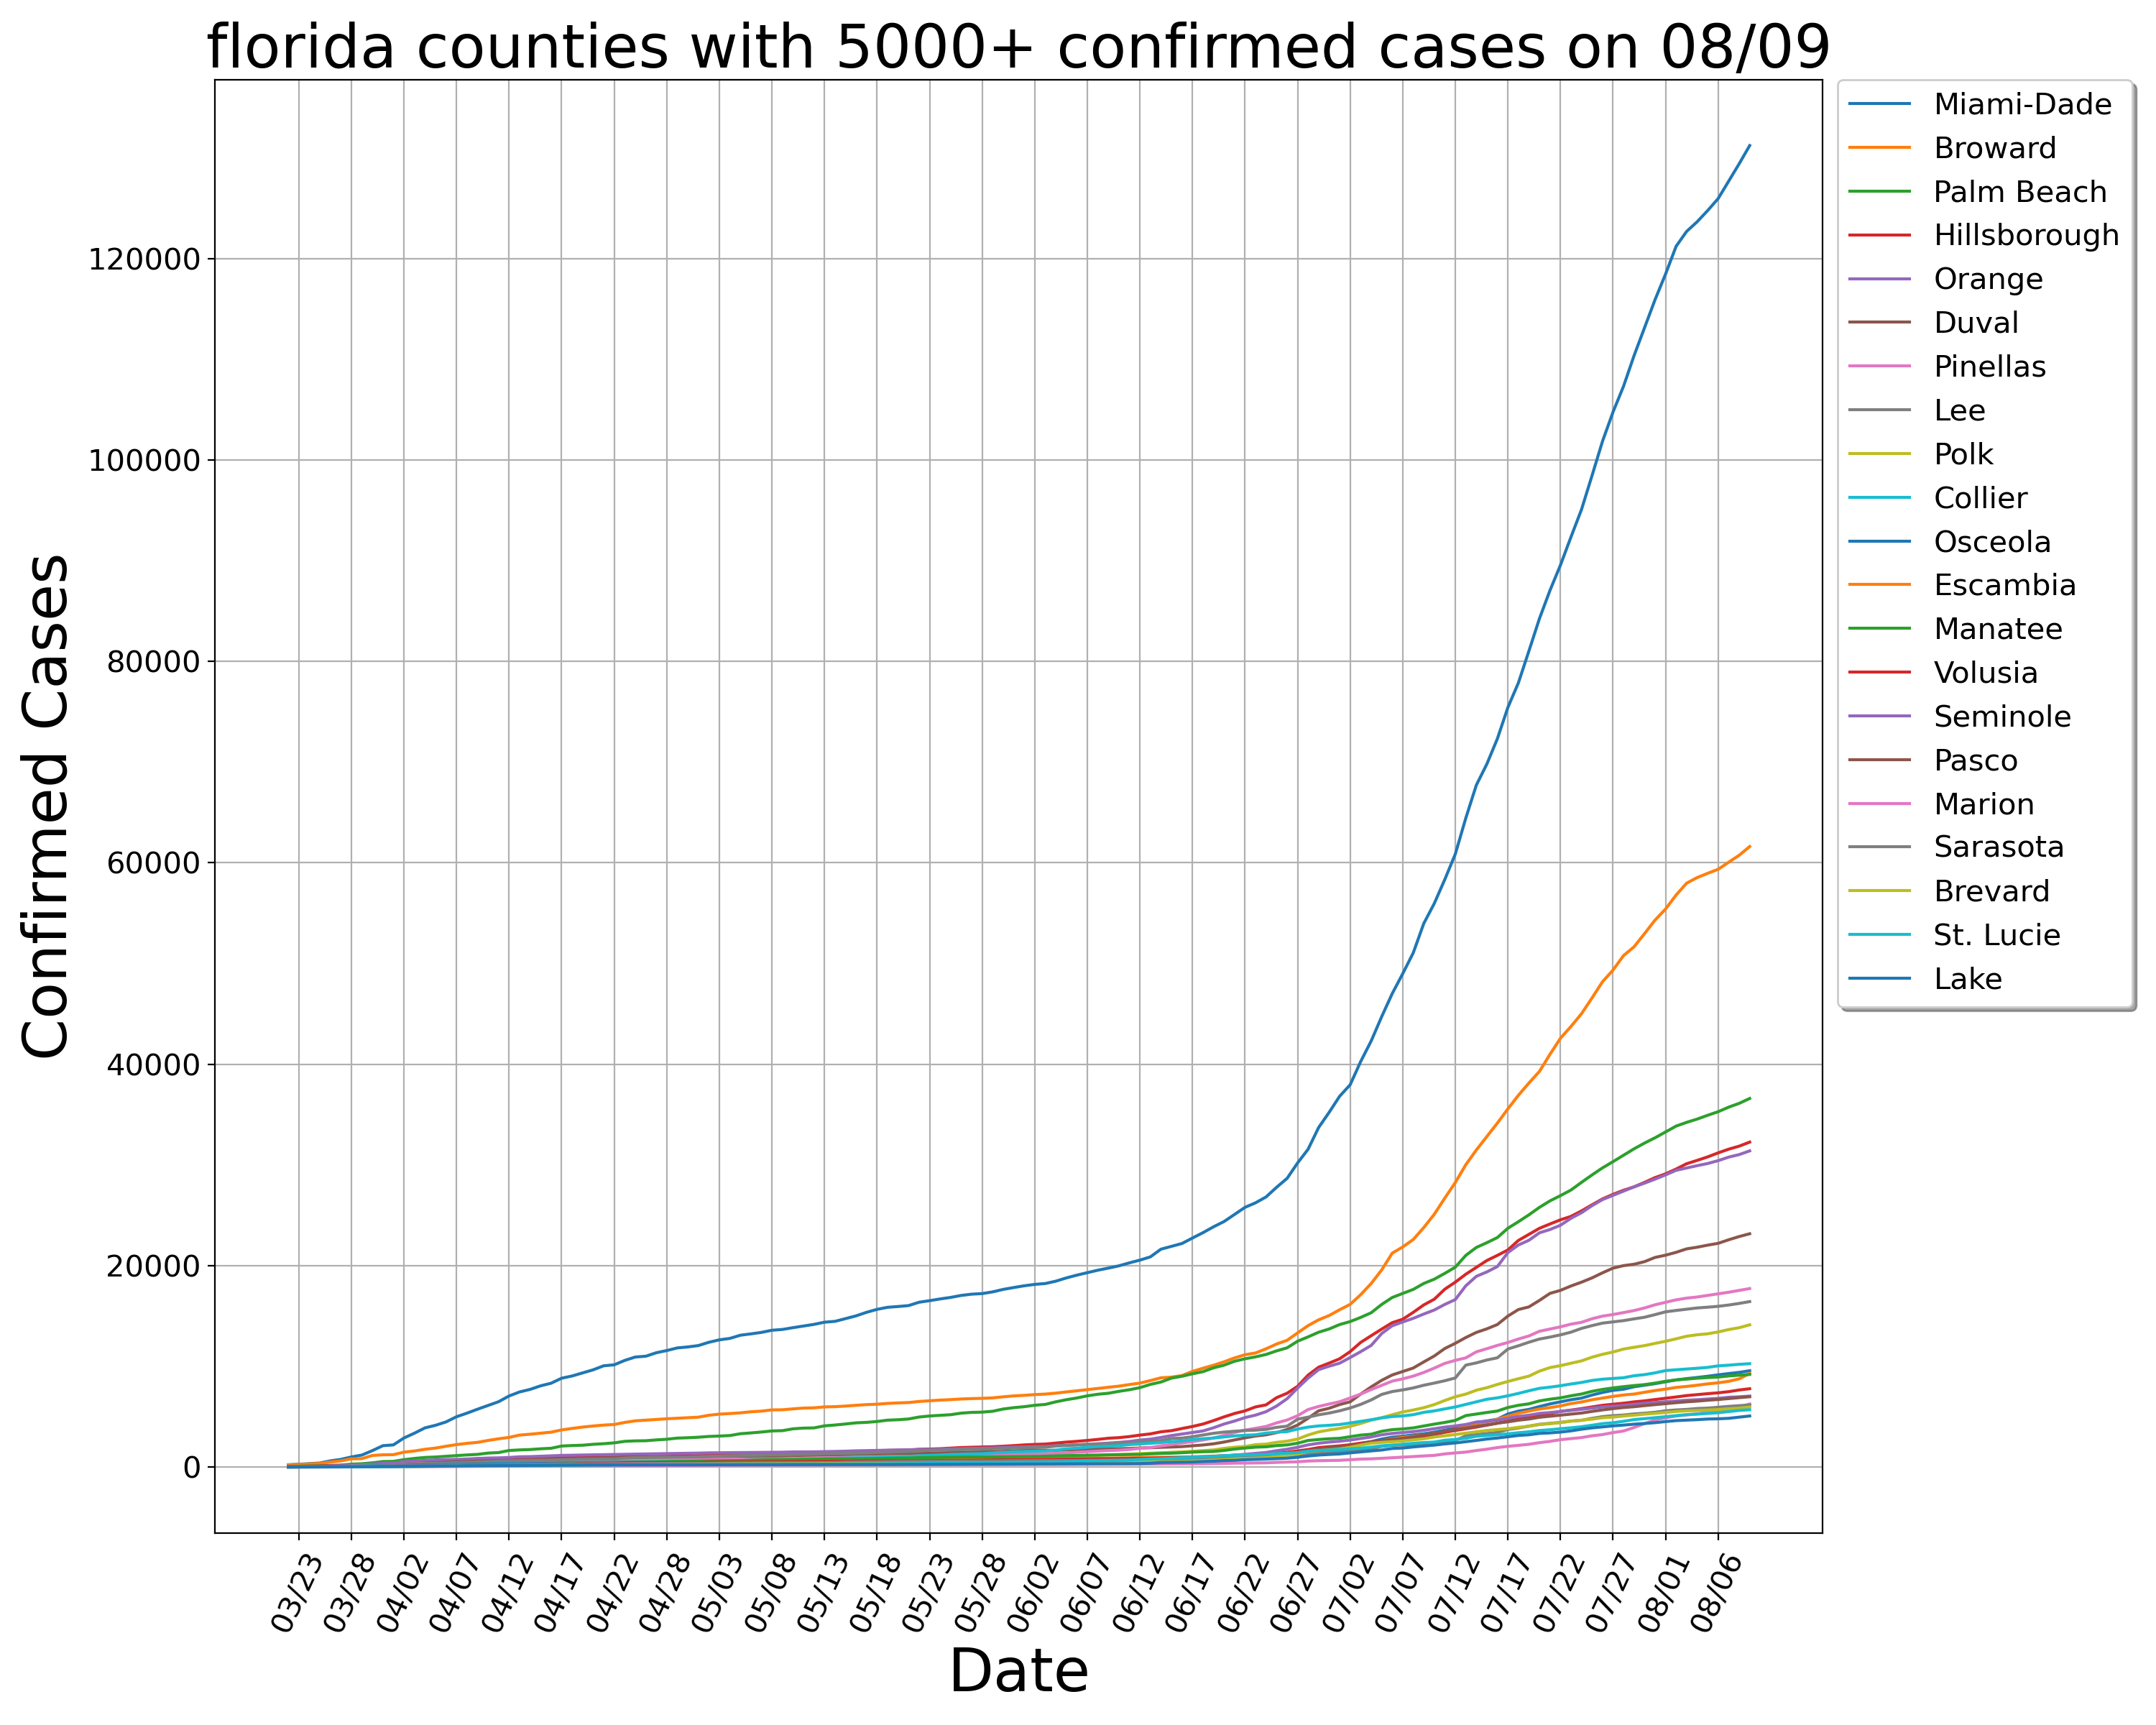 florida counties with 5000+ confirmed cases on 08/09
Confirmed Cases
120000
100000
80000
60000
40000
20000
0
03/23
03/28
04/02
04/07
04/12
04/17
04/22
04/28
05/03
05/08
05/13
05/18
05/23
05/28
06/02
06/07
06/12
06/17
06/22
06/27
07/02
07/07
07/12
07/17
07/22
07/27
08/01
08/06
Date
Miami-Dade
Broward
Palm Beach
Hillsborough
Orange
Duval
Pinellas
Lee
Polk
Collier
Osceola
Escambia
Manatee
Volusia
Seminole
Pasco
Marion
Sarasota
Brevard
St. Lucie
Lake